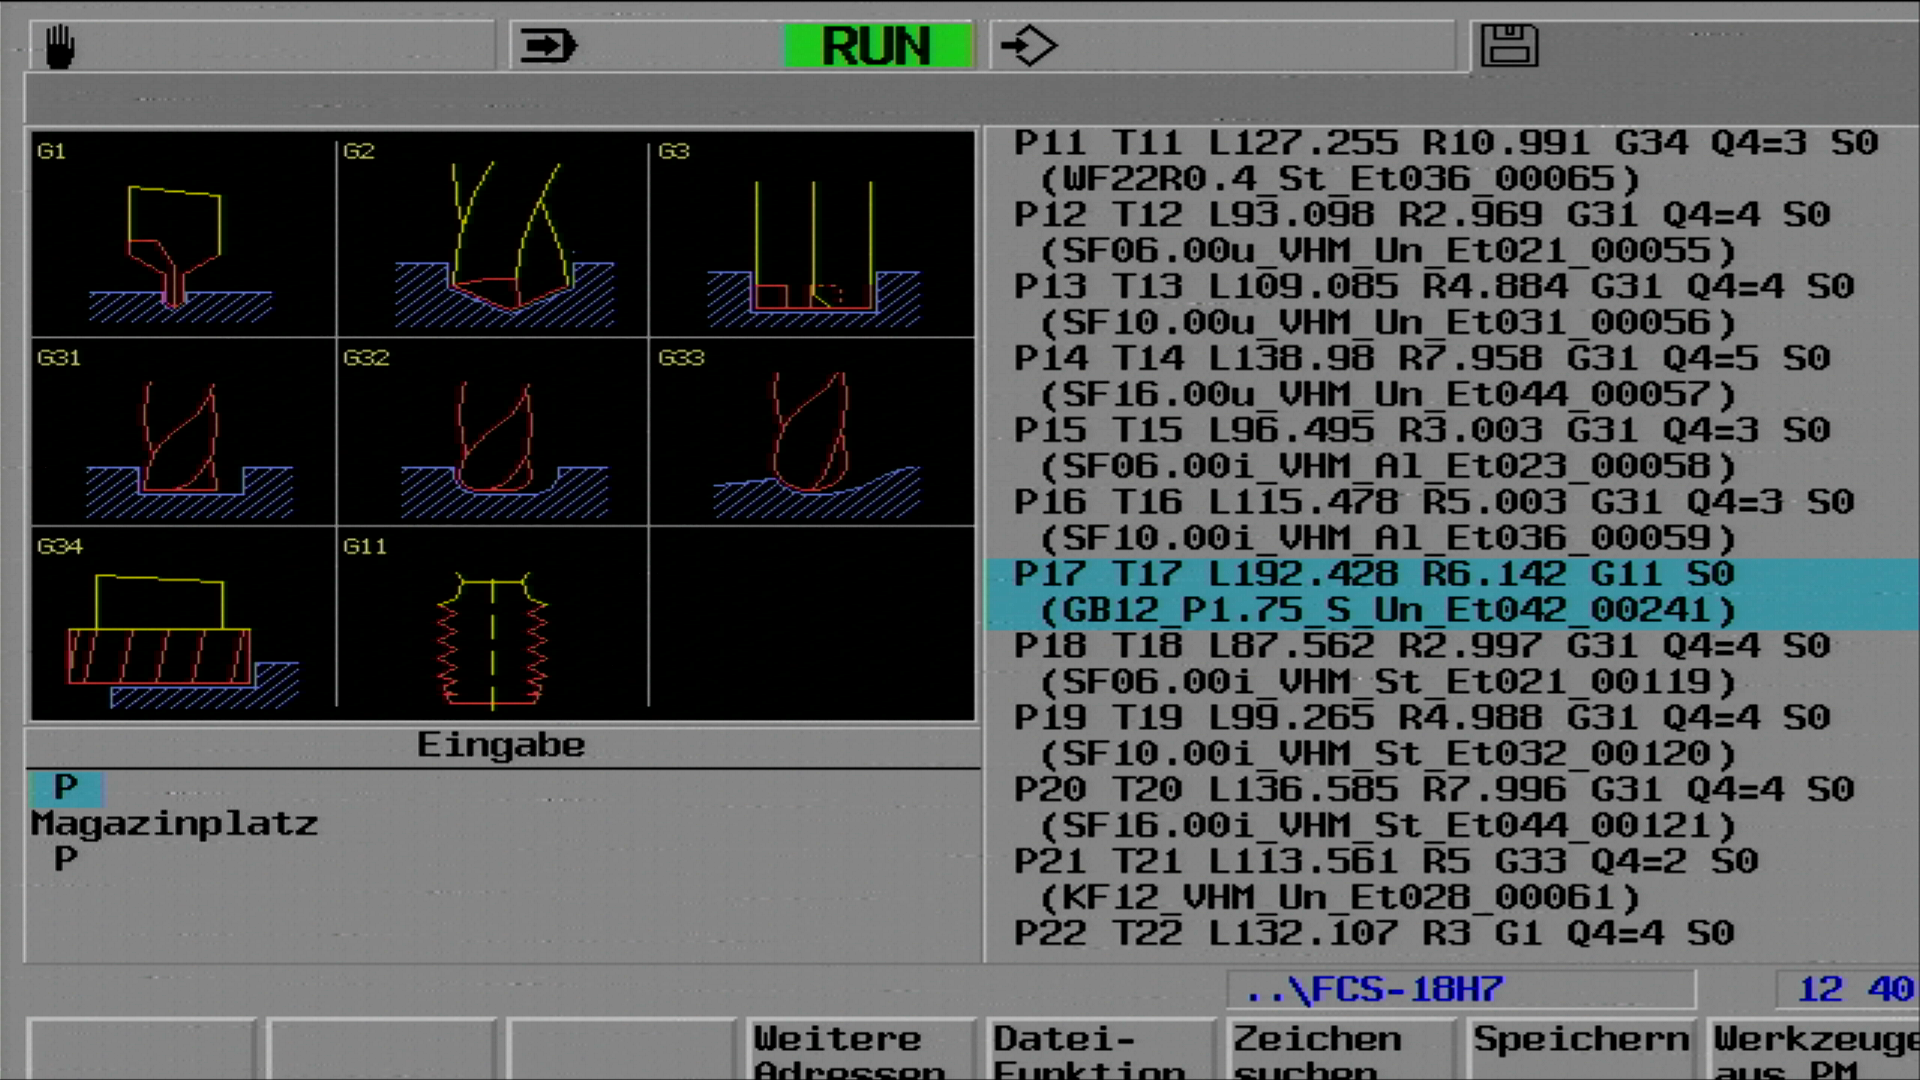 RUN
G1
G2
G3
G31
G32
G33
G34
G11
P11 T11 L127.255 R10.991 G34 Q4=3 S0
(WF22R0.4_St_Et036_00065)
P12 T12 L93.098 R2.969 G31 Q4=4 S0
(SF06.00u_VHM_Un_Et021_00055)
P13 T13 L109.085 R4.884 G31 Q4=4 S0
(SF10.00u_VHM_Un_Et031_00056)
P14 T14 L138.98 R7.958 G31 Q4=5 S0
(SF16.00u_VHM_Un_Et044_00057)
P15 T15 L96.495 R3.003 G31 Q4=3 S0
(SF06.00i_VHM_Al_Et023_00058)
P16 T16 L115.478 R5.003 G31 Q4=3 S0
(SF10.00i_VHM_Al_Et036_00059)
P17 T17 L192.428 R6.142 G11 S0
(GB12_P1.75_S_Un_Et042_00241)
P18 T18 L87.562 R2.997 G31 Q4=4 S0
(SF06.00i_VHM_St_Et021_00119)
P19 T19 L99.265 R4.988 G31 Q4=4 S0
(SF10.00i_VHM_St_Et032_00120)
P20 T20 L136.585 R7.996 G31 Q4=4 S0
(SF16.00i_VHM_St_Et044_00121)
P21 T21 L113.561 R5 G33 Q4=2 S0
(KF12_VHM_Un_Et028_00061)
P22 T22 L132.107 R3 G1 Q4=4 S0
Eingabe
P
Magazinplatz
P
..\FCS-18H7
12 40
Weitere
Adressen
Datei-
Funktion
Zeichen
suchen
Speichern
Werkzeuge
aus PM